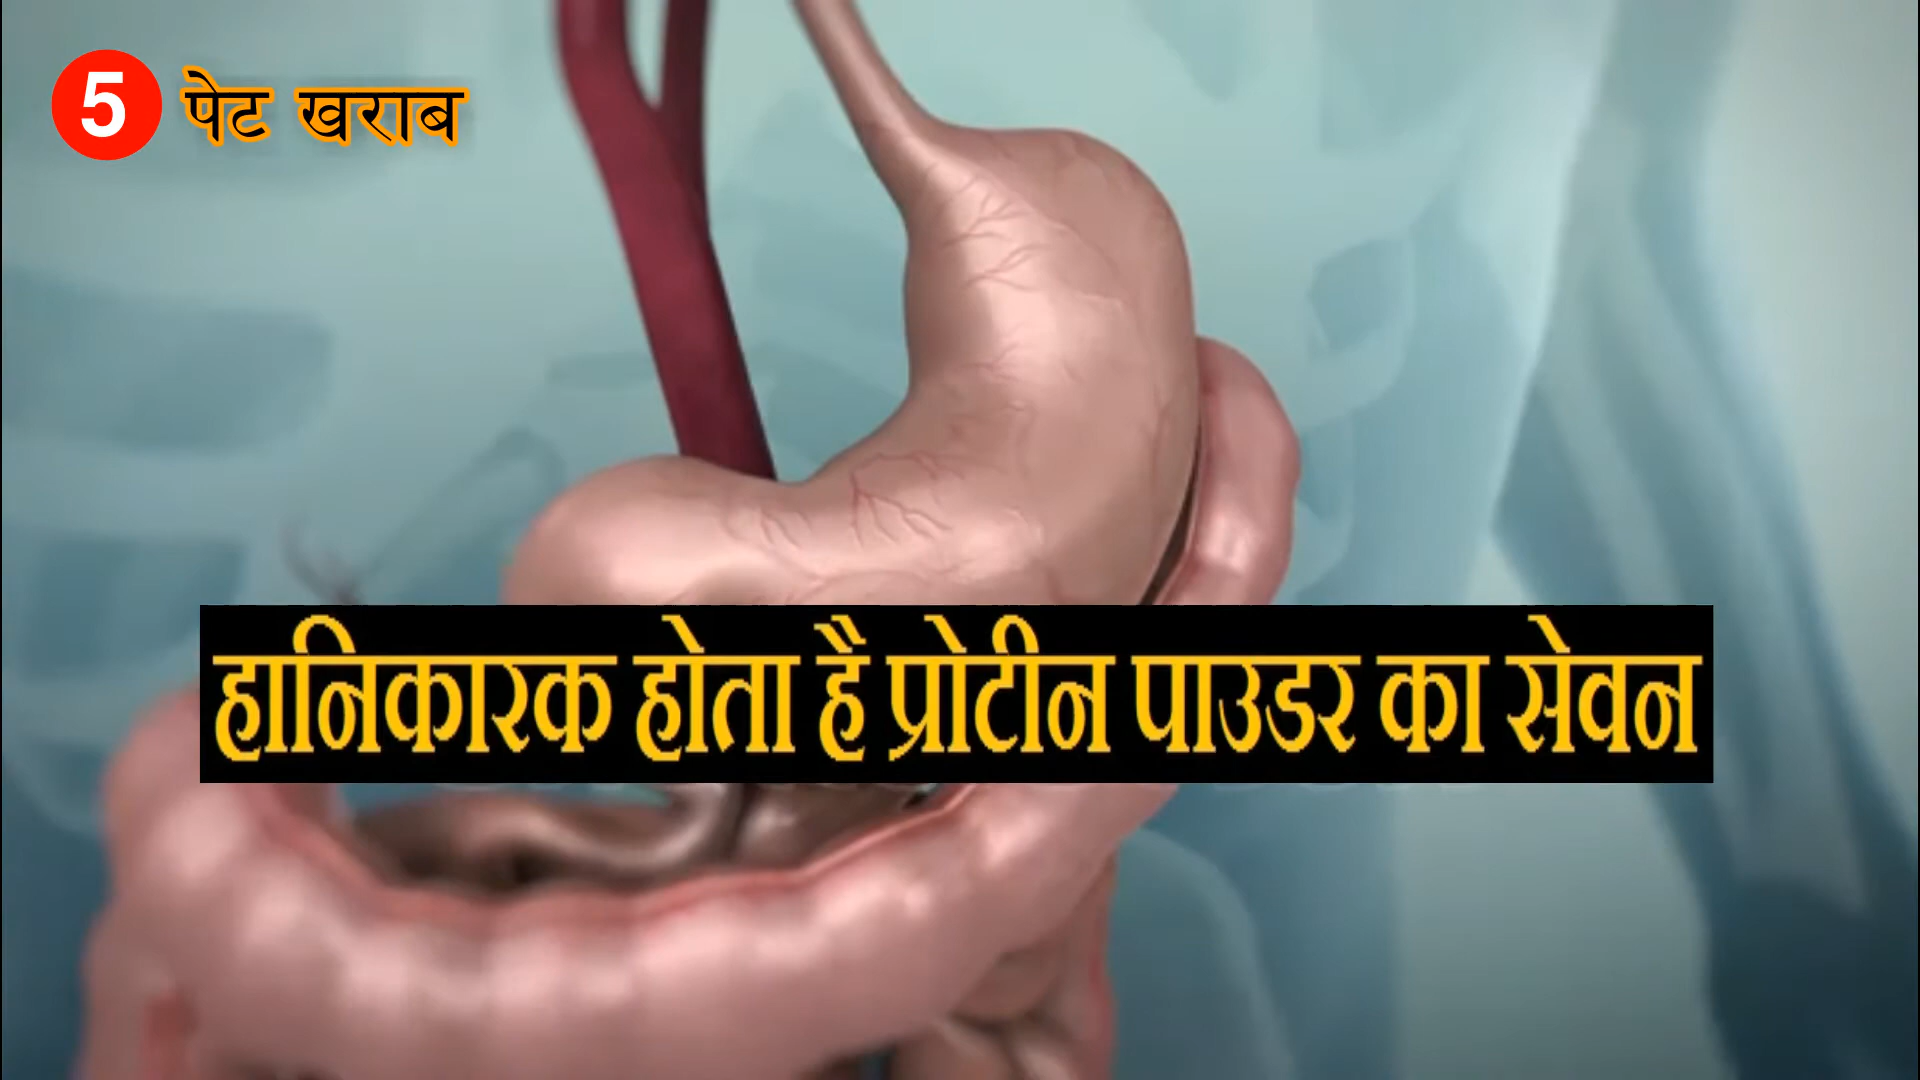 5 पेट खराब
हानिकारक होता है प्रोटीन पाउडर का सेवन